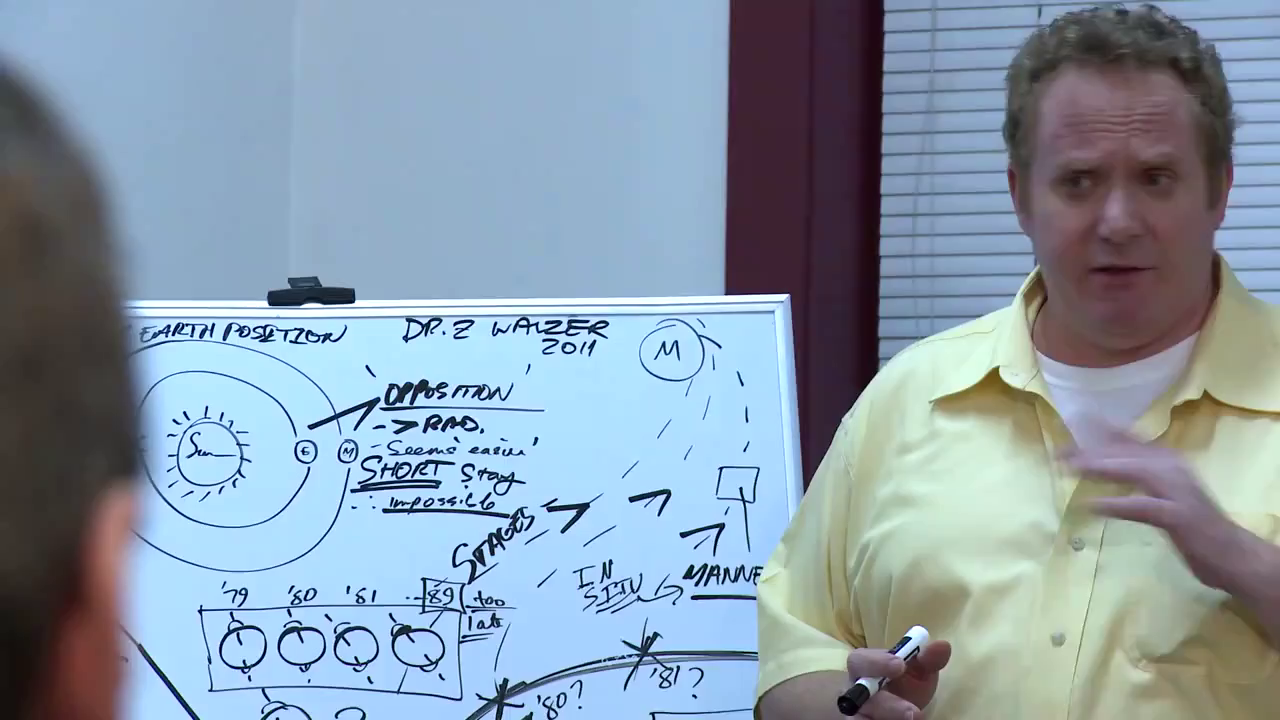 EARTH POSITION
DR. Z WALZER
2011
M
OPPOSITION
-> RAD.
- Seems 'easier'
Sun
E
M
SHORT Stay
∴ impossible
STAGES
IN
SITU
?
MANNE
'79 '80 '81 ...'89
too
late
'80?
'81?